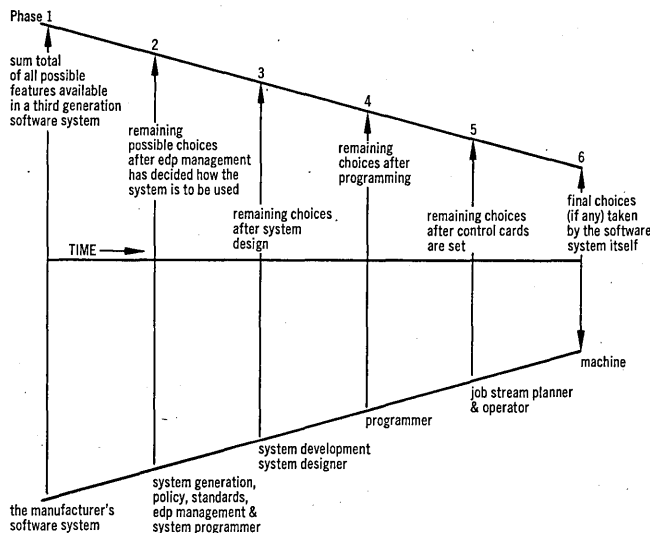 Phase 1
sum total
of all possible
features available
in a third generation
software system
2
remaining
possible choices
after edp management
has decided how the
system is to be used
3
remaining choices
after system
design
4
remaining
choices after
programming
5
remaining choices
after control cards
are set
6
final choices
(if any) taken
by the software
system itself
TIME
the manufacturer's
software system
system generation,
policy, standards,
edp management &
system programmer
system development
system designer
programmer
job stream planner
& operator
machine